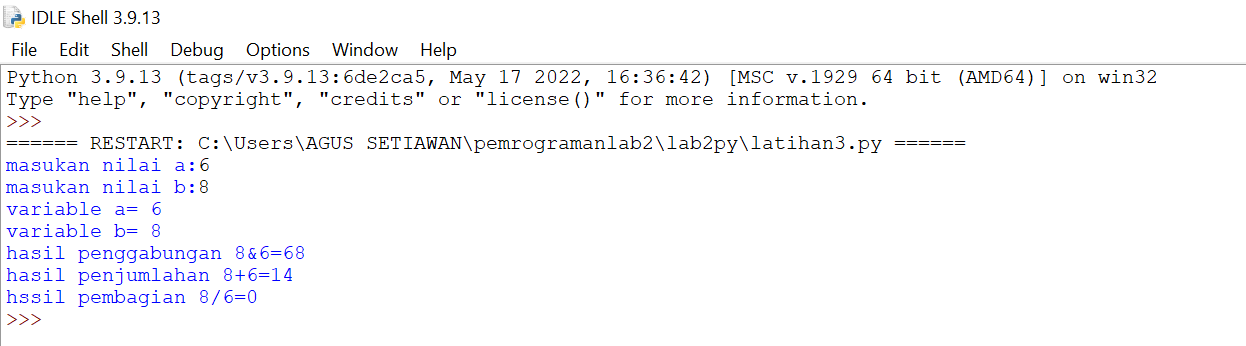 IDLE Shell 3.9.13
File Edit Shell Debug Options Window Help
Python 3.9.13 (tags/v3.9.13:6de2ca5, May 17 2022, 16:36:42) [MSC v.1929 64 bit (AMD64)] on win32
Type "help", "copyright", "credits" or "license()" for more information.
>>>
====== RESTART: C:\Users\AGUS SETIAWAN\pemrogramanlab2\lab2py\latihan3.py ======
masukan nilai a:6
masukan nilai b:8
variable a= 6
variable b= 8
hasil penggabungan 8&6=68
hasil penjumlahan 8+6=14
hssil pembagian 8/6=0
>>>